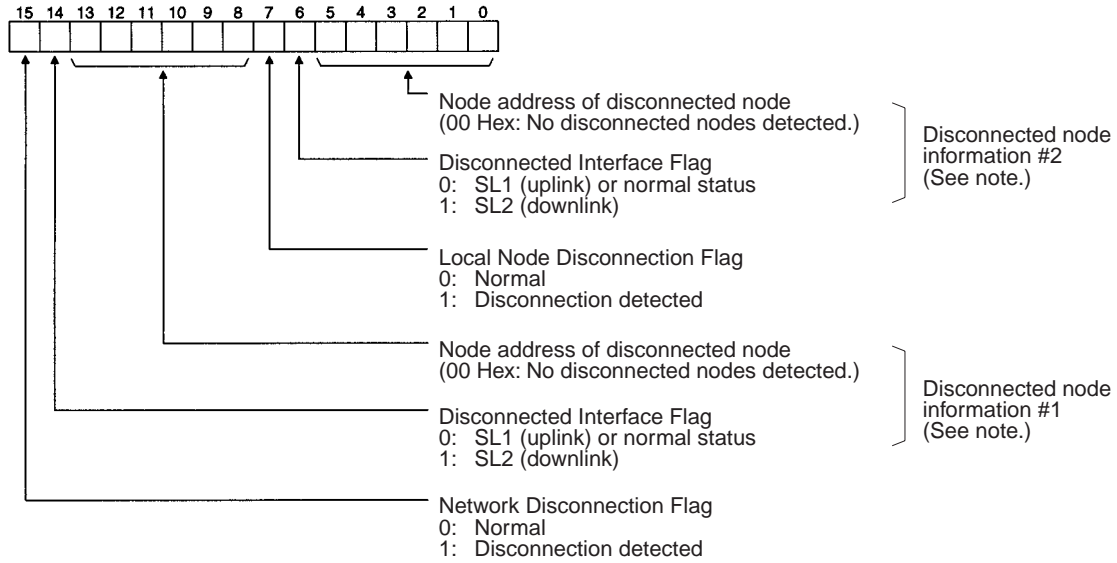 15 14 13 12 11 10 9 8 7 6 5 4 3 2 1 0
Node address of disconnected node
(00 Hex: No disconnected nodes detected.)
Disconnected Interface Flag
0: SL1 (uplink) or normal status
1: SL2 (downlink)
Disconnected node
information #2
(See note.)
Local Node Disconnection Flag
0: Normal
1: Disconnection detected
Node address of disconnected node
(00 Hex: No disconnected nodes detected.)
Disconnected Interface Flag
0: SL1 (uplink) or normal status
1: SL2 (downlink)
Disconnected node
information #1
(See note.)
Network Disconnection Flag
0: Normal
1: Disconnection detected